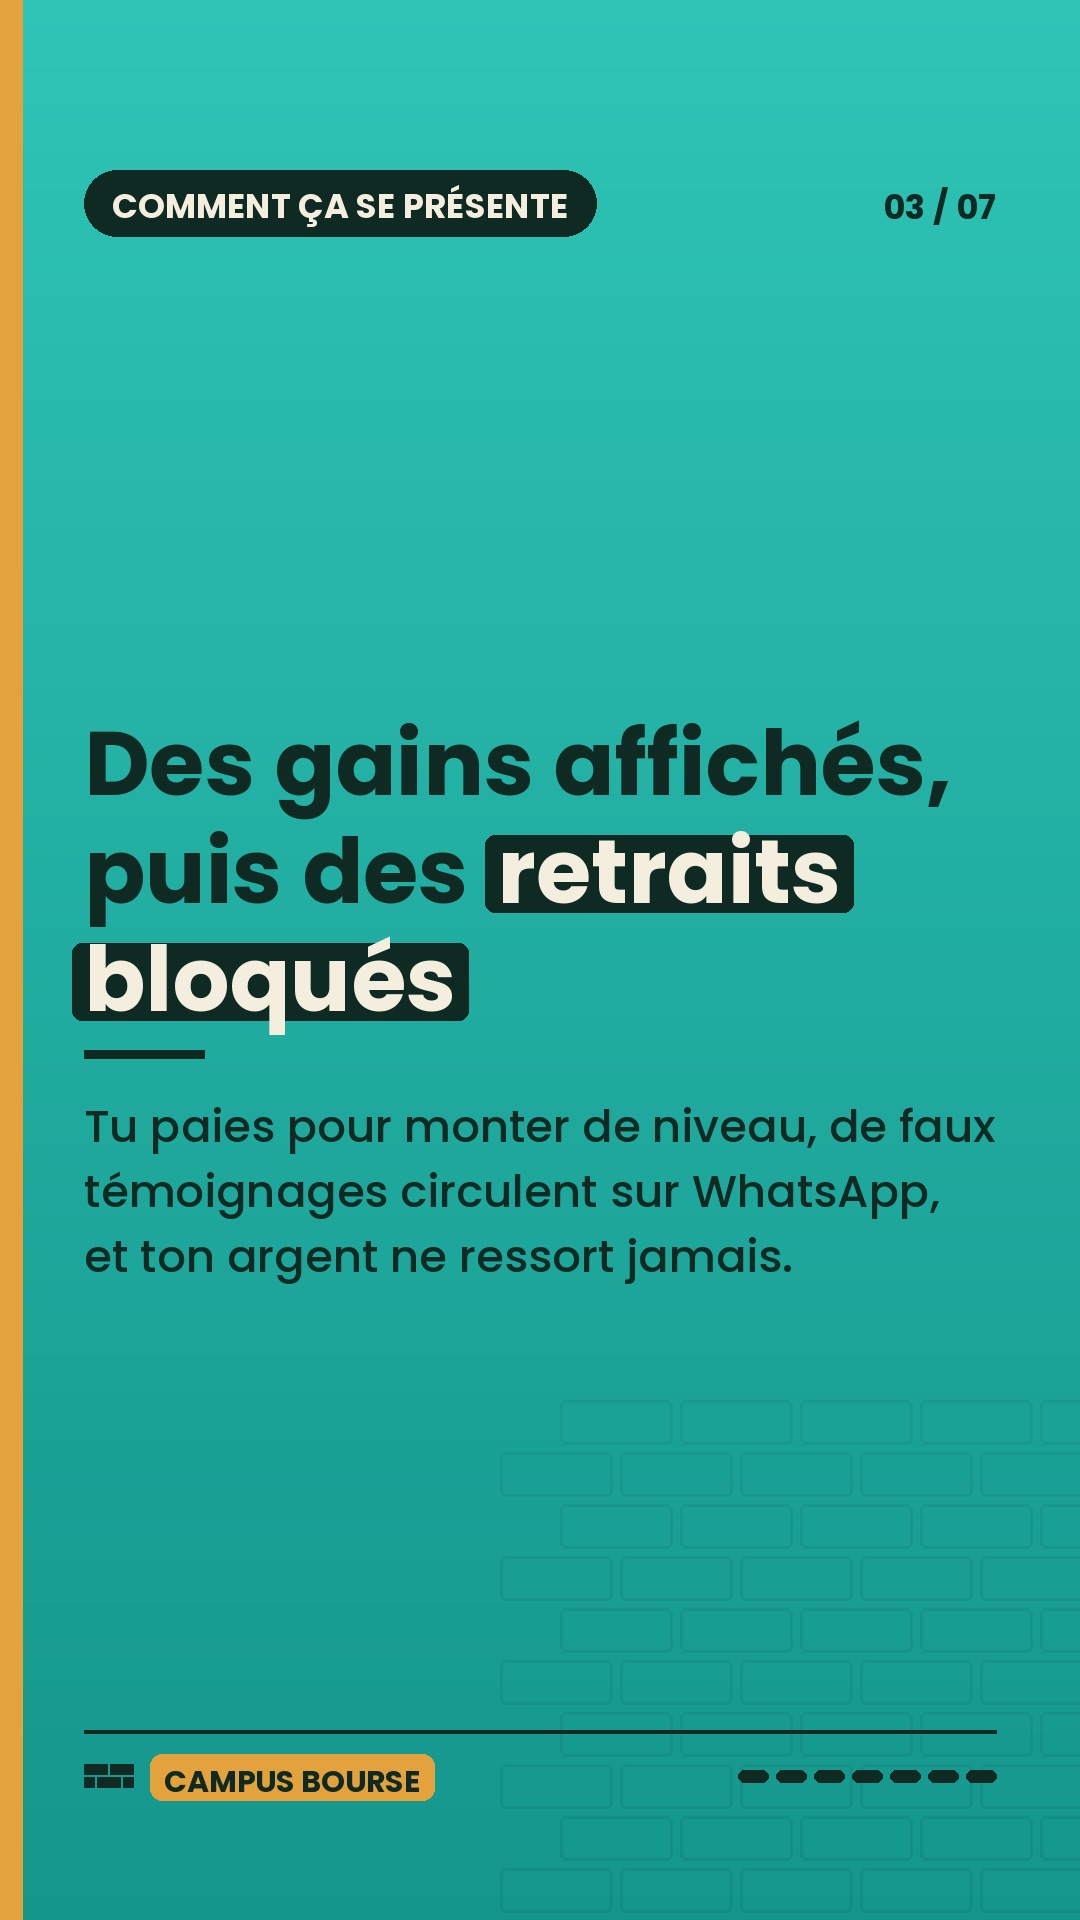 COMMENT ÇA SE PRÉSENTE
03 / 07
Des gains affichés,
puis des retraits
bloqués
Tu paies pour monter de niveau, de faux
témoignages circulent sur WhatsApp,
et ton argent ne ressort jamais.
CAMPUS BOURSE